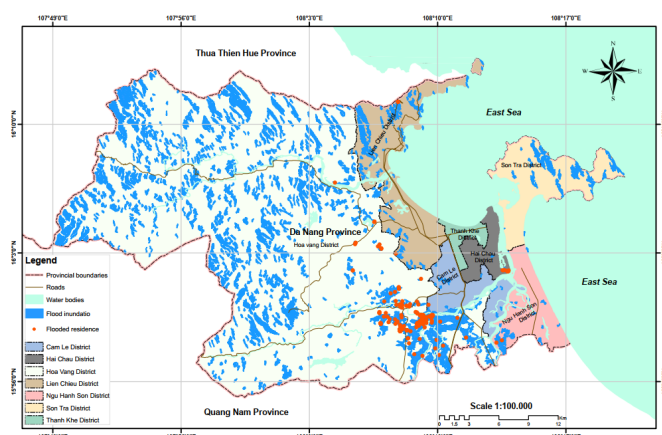 107°49'0"E 107°56'0"E 108°3'0"E 108°10'0"E 108°17'0"E
Thua Thien Hue Province
N
W E
S
East Sea
Lien Chieu District
Son Tra District
Da Nang Province
Hoa vang District
Thanh Khe
District
Hai Chau
District
Cam Le
District
East Sea
Ngu Hanh Son
District
Legend
Provincial boundaries
Roads
Water bodies
Flood inundatio
Flooded residence
Cam Le District
Hai Chau District
Hoa Vang District
Lien Chieu District
Ngu Hanh Son District
Son Tra District
Thanh Khe District
Quang Nam Province
Scale 1:100.000
0 1,5 3 6 9 12
Km